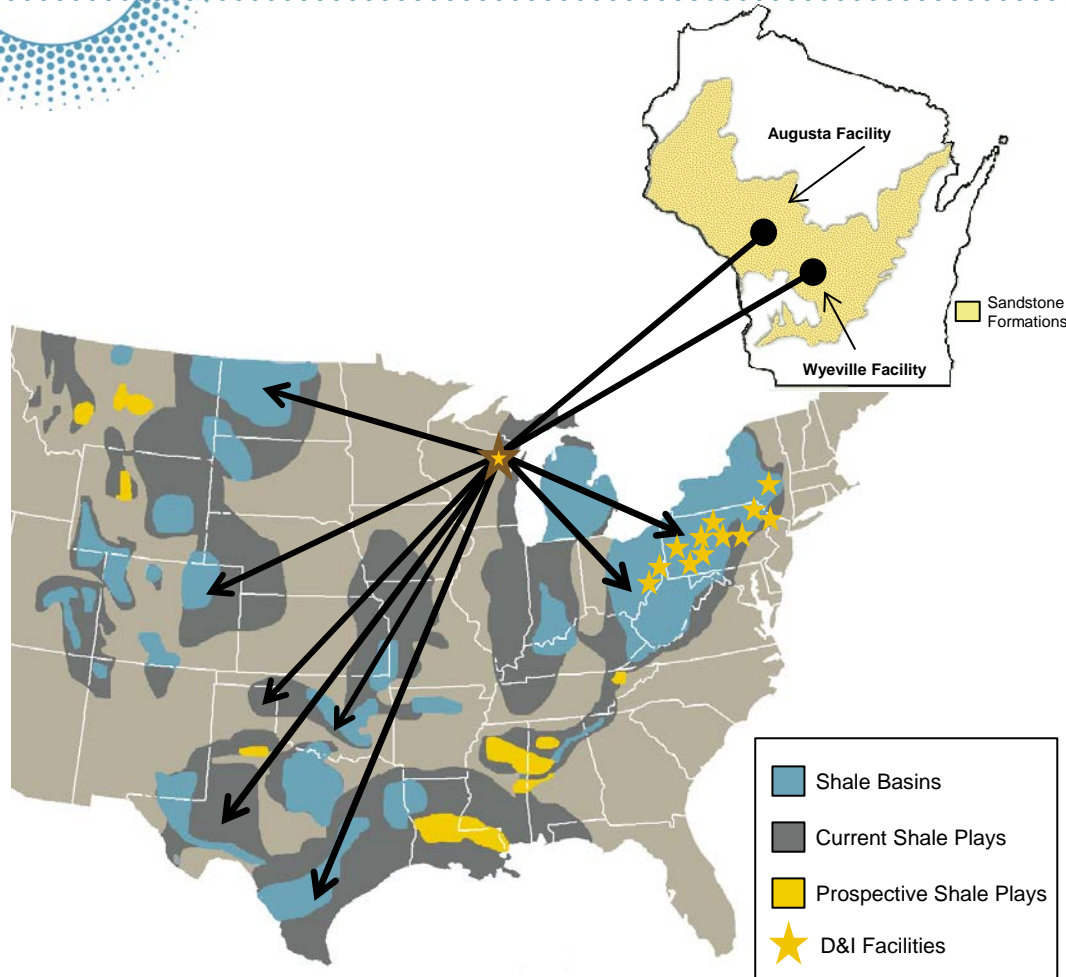 Augusta Facility
Sandstone
Formations
Wyeville Facility
Shale Basins
Current Shale Plays
Prospective Shale Plays
D&I Facilities